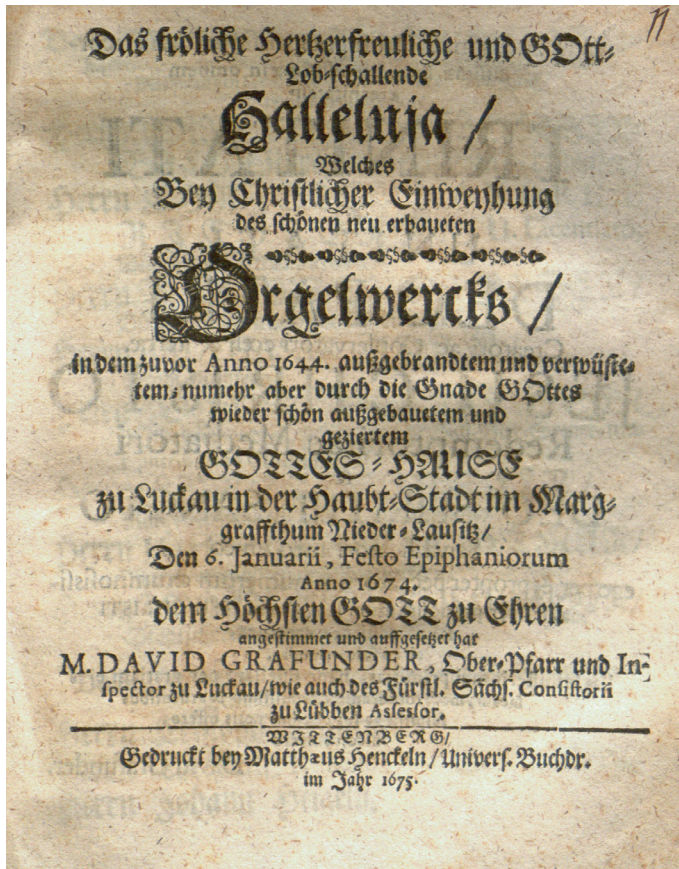 11
Das fröliche Hertzerfreuliche und GOtt-
Lob-schallende
Halleluja /
Welches
Bey Christlicher Einweyhung
des schönen neu erbaueten
Orgelwercks /
in dem zuvor Anno 1644. außgebrandtem und verwüste-
tem, numehr aber durch die Gnade GOttes
wieder schön außgebauetem und
geziertem
GOTTES-HAUSE
zu Luckau in der Haubt-Stadt im Marg-
graffthum Nieder-Lausitz/
Den 6. Januarii, Festo Epiphaniorum
Anno 1674.
dem Höchsten GOTT zu Ehren
angestimmet und auffgesetzet hat
M. DAVID GRAFUNDER, Ober-Pfarr und In-
spector zu Luckau/wie auch des Fürstl. Sächs. Consistorii
zu Lübben Assessor.
WITTENBERG/
Gedruckt bey Matthæus Henckeln/Univers. Buchdr.
im Jahr 1675.